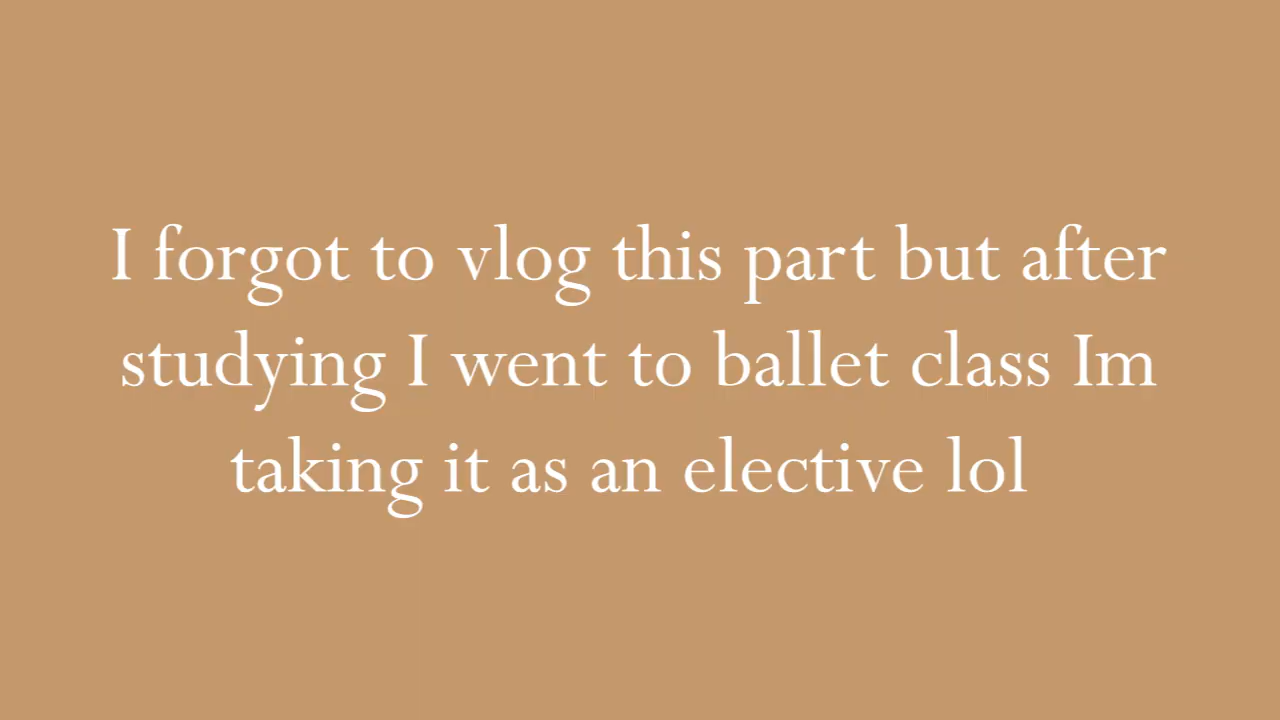 I forgot to vlog this part but after
studying I went to ballet class Im
taking it as an elective lol